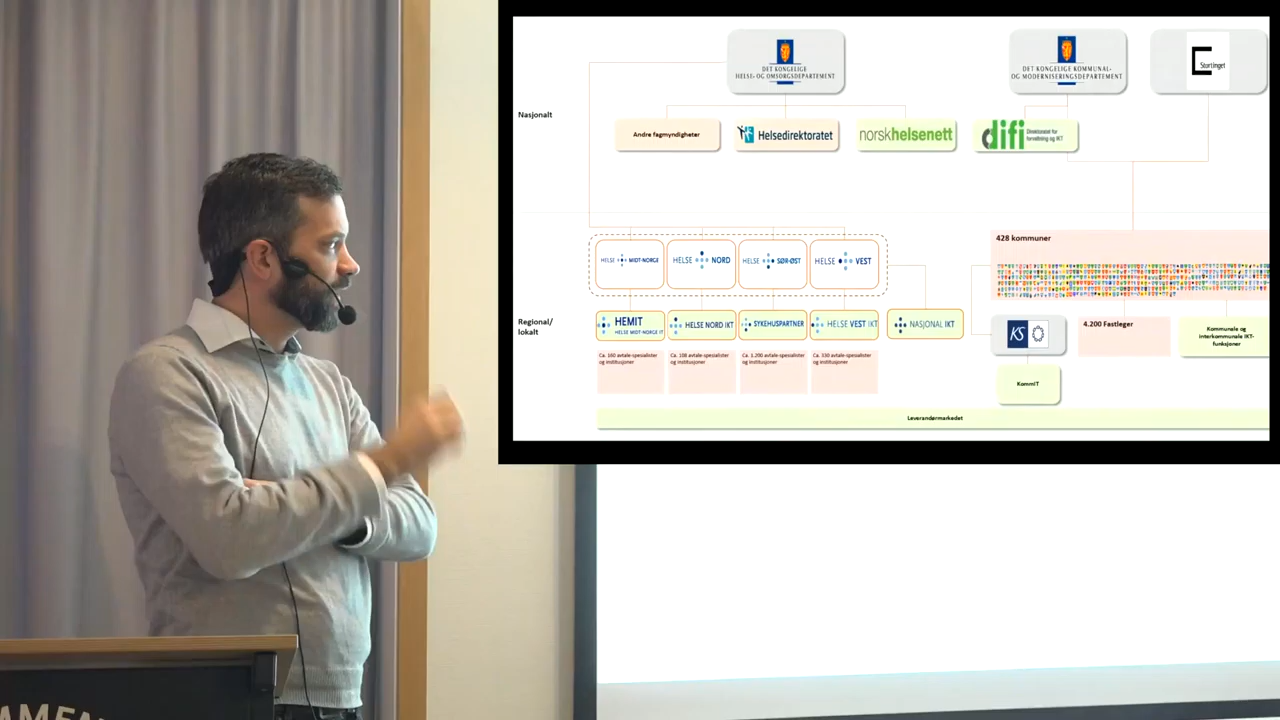 DET KONGELIGE
HELSE- OG OMSORGSDEPARTEMENT
DET KONGELIGE KOMMUNAL-
OG MODERNISERINGSDEPARTEMENT
Stortinget
Nasjonalt
Andre fagmyndigheter
Helsedirektoratet
norskhelsenett
difi
Direktoratet for
forvaltning og IKT
428 kommuner
HELSE MIDT-NORGE
HELSE NORD
HELSE SØR-ØST
HELSE VEST
Regional/
lokalt
HEMIT
HELSE MIDT-NORGE IT
HELSE NORD IKT
SYKEHUSPARTNER
HELSE VEST IKT
NASJONAL IKT
KS
4.200 Fastleger
Kommunale og
interkommunale IKT-
funksjoner
Ca. 160 avtale-spesialister
og institusjoner
Ca. 108 avtale-spesialister
og institusjoner
Ca. 1.200 avtale-spesialister
og institusjoner
Ca. 330 avtale-spesialister
og institusjoner
KommIT
Leverandørmarkedet